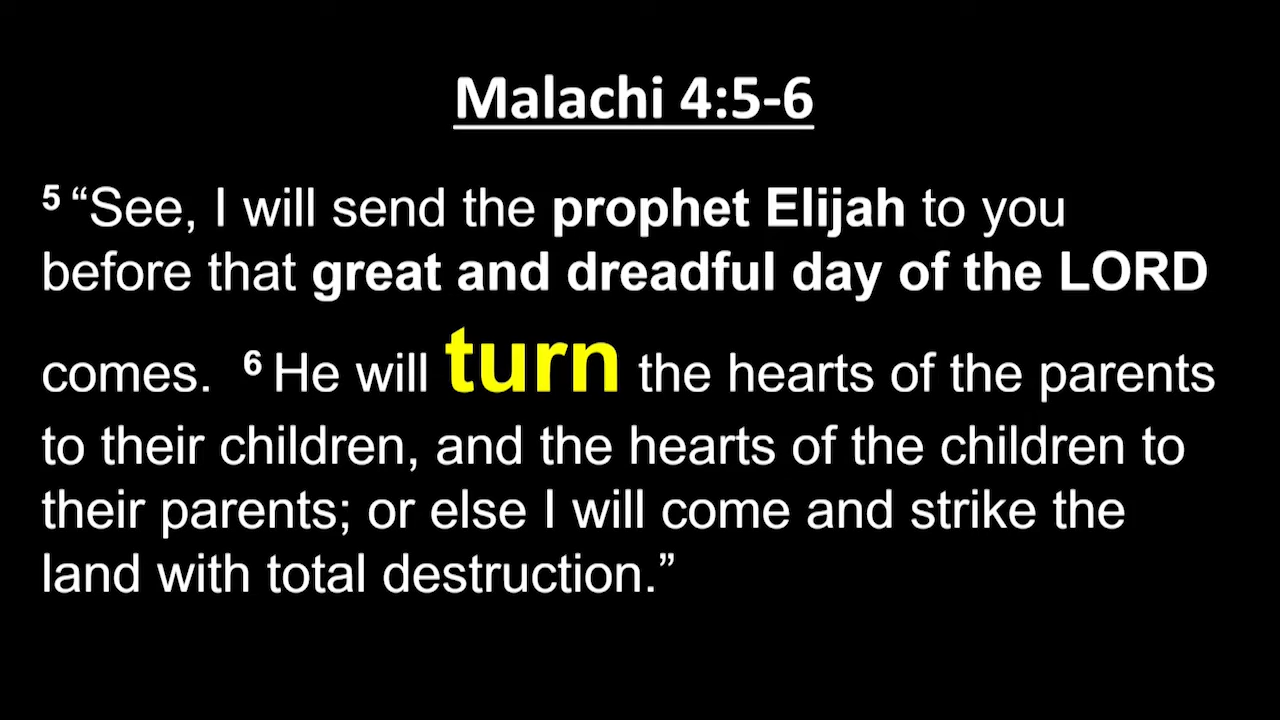 Malachi 4:5-6
5 “See, I will send the prophet Elijah to you
before that great and dreadful day of the LORD
comes. 6 He will turn the hearts of the parents
to their children, and the hearts of the children to
their parents; or else I will come and strike the
land with total destruction.”